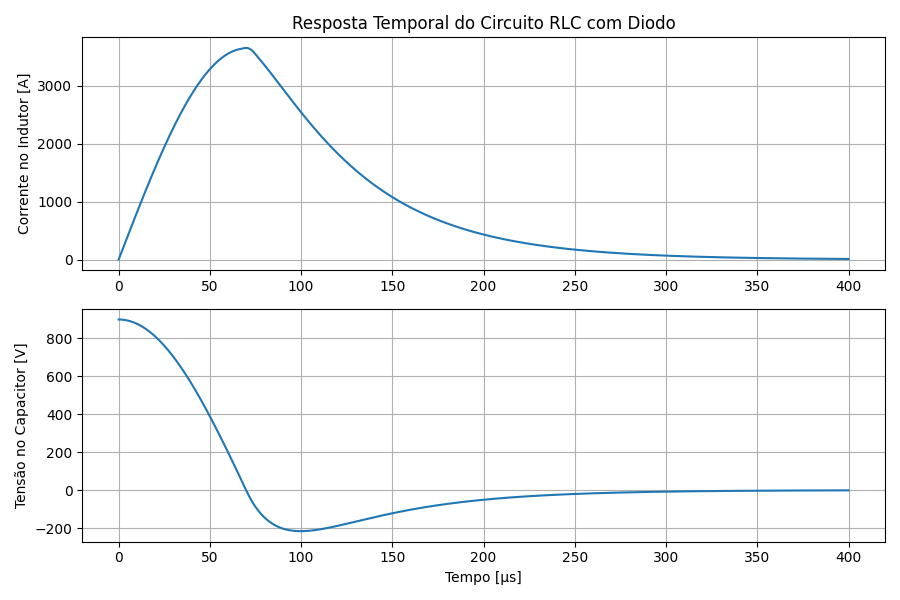 Resposta Temporal do Circuito RLC com Diodo
Corrente no Indutor [A]
3000
2000
1000
0
0 50 100 150 200 250 300 350 400
Tensão no Capacitor [V]
800
600
400
200
0
−200
0 50 100 150 200 250 300 350 400
Tempo [µs]